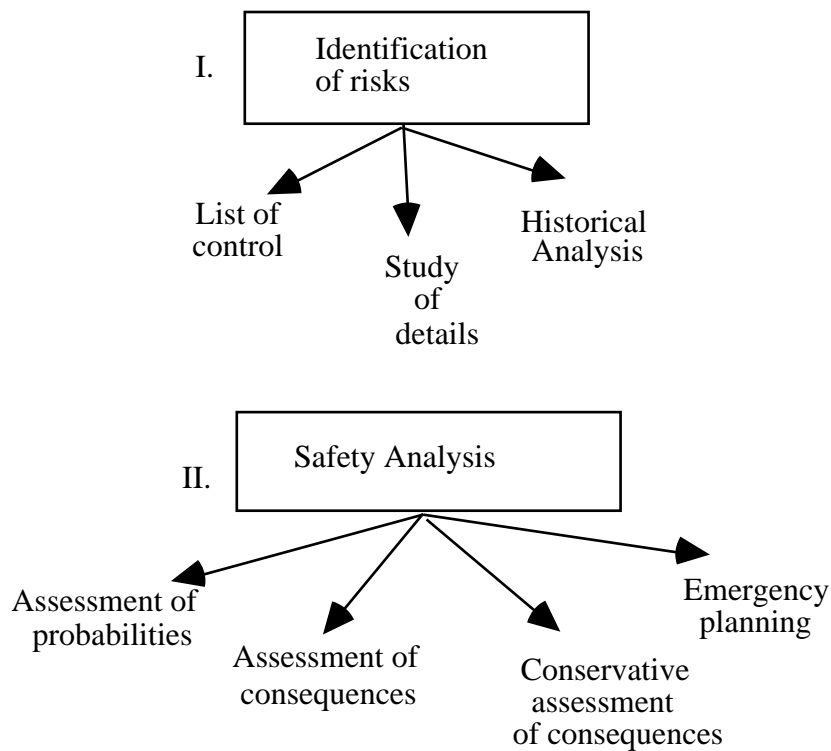 I.
Identification
of risks
List of
control
Study
of
details
Historical
Analysis
II.
Safety Analysis
Assessment of
probabilities
Assessment of
consequences
Conservative
assessment
of consequences
Emergency
planning